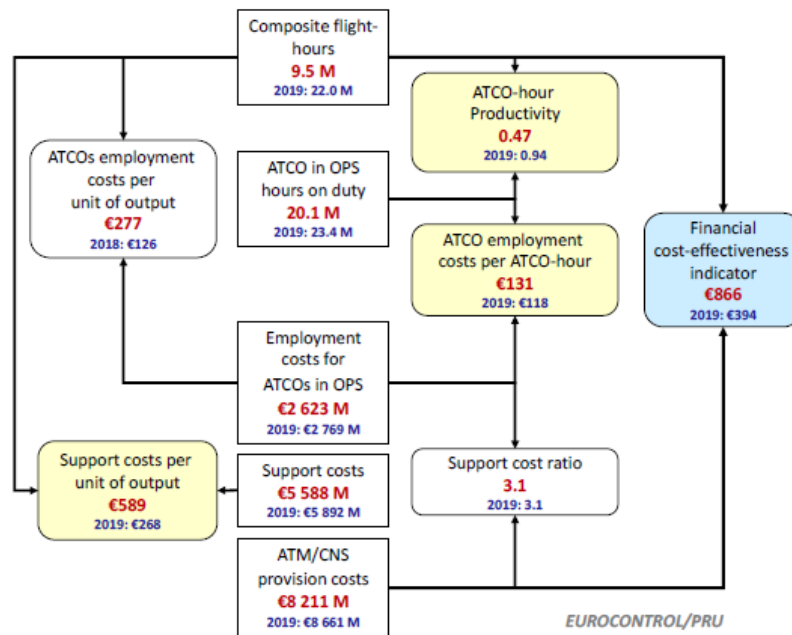 Composite flight-
hours
9.5 M
2019: 22.0 M
ATCO-hour
Productivity
0.47
2019: 0.94
ATCOs employment
costs per
unit of output
€277
2018: €126
ATCO in OPS
hours on duty
20.1 M
2019: 23.4 M
ATCO employment
costs per ATCO-hour
€131
2019: €118
Financial
cost-effectiveness
indicator
€866
2019: €394
Employment
costs for
ATCOs in OPS
€2 623 M
2019: €2 769 M
Support costs per
unit of output
€589
2019: €268
Support costs
€5 588 M
2019: €5 892 M
Support cost ratio
3.1
2019: 3.1
ATM/CNS
provision costs
€8 211 M
2019: €8 661 M
EUROCONTROL/PRU